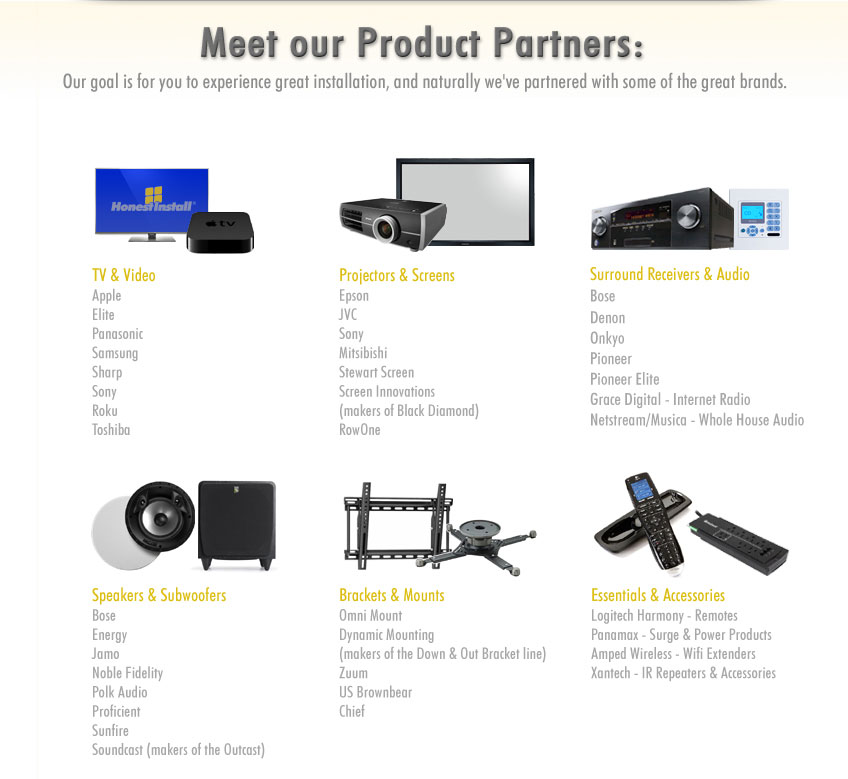 Meet our Product Partners:
Our goal is for you to experience great installation, and naturally we've partnered with some of the great brands.
HonestInstall
tv
TV & Video
Apple
Elite
Panasonic
Samsung
Sharp
Sony
Roku
Toshiba
Projectors & Screens
Epson
JVC
Sony
Mitsibishi
Stewart Screen
Screen Innovations
(makers of Black Diamond)
RowOne
Surround Receivers & Audio
Bose
Denon
Onkyo
Pioneer
Pioneer Elite
Grace Digital - Internet Radio
Netstream/Musica - Whole House Audio
Speakers & Subwoofers
Bose
Energy
Jamo
Noble Fidelity
Polk Audio
Proficient
Sunfire
Soundcast (makers of the Outcast)
Brackets & Mounts
Omni Mount
Dynamic Mounting
(makers of the Down & Out Bracket line)
Zuum
US Brownbear
Chief
Essentials & Accessories
Logitech Harmony - Remotes
Panamax - Surge & Power Products
Amped Wireless - Wifi Extenders
Xantech - IR Repeaters & Accessories